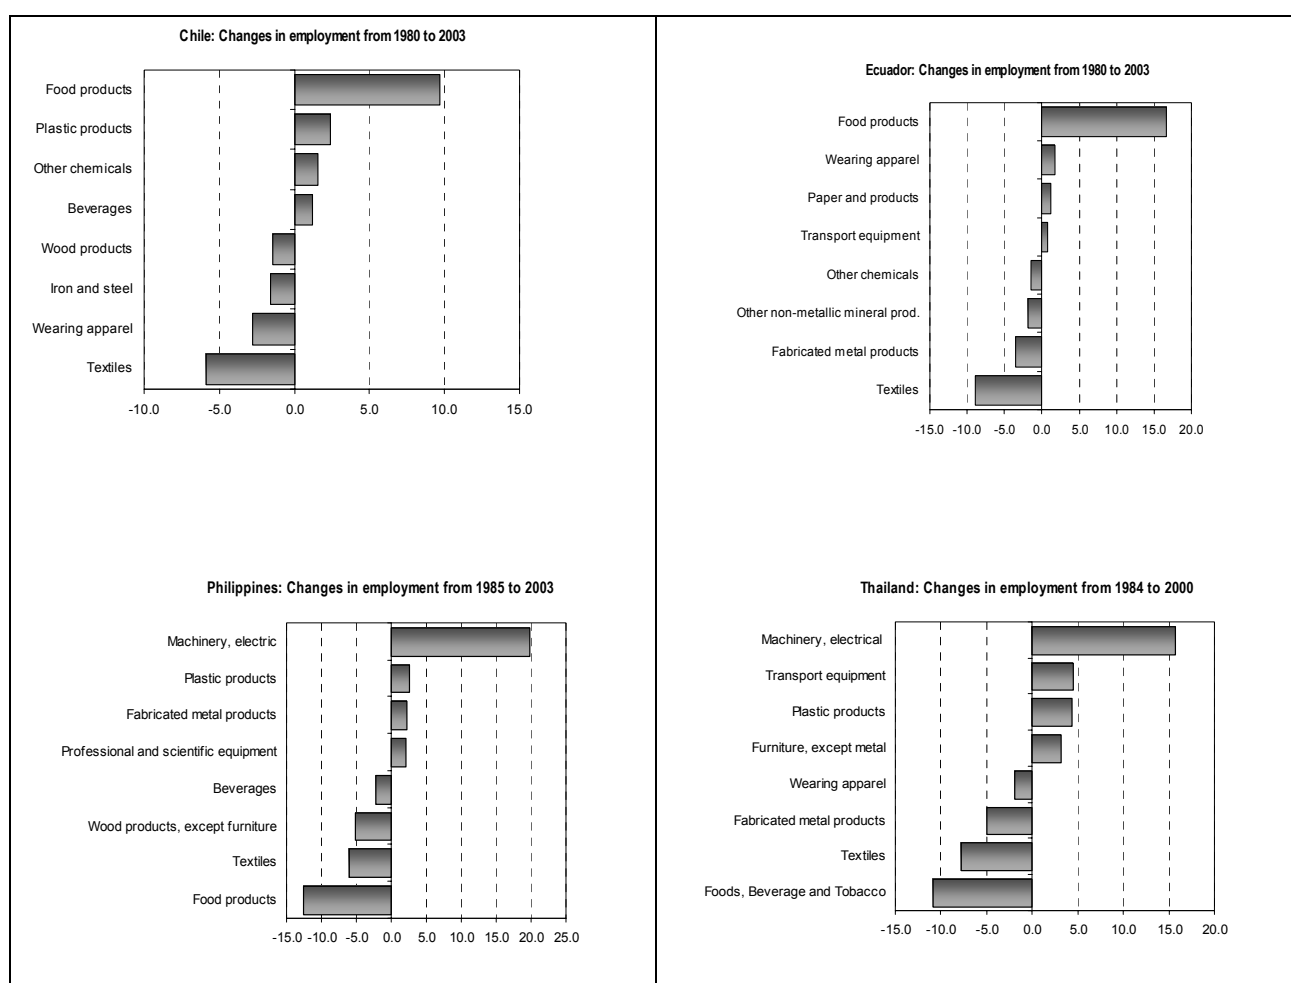 Chile: Changes in employment from 1980 to 2003
Food products
Plastic products
Other chemicals
Beverages
Wood products
Iron and steel
Wearing apparel
Textiles
-10.0 -5.0 0.0 5.0 10.0 15.0
Ecuador: Changes in employment from 1980 to 2003
Food products
Wearing apparel
Paper and products
Transport equipment
Other chemicals
Other non-metallic mineral prod.
Fabricated metal products
Textiles
-15.0 -10.0 -5.0 0.0 5.0 10.0 15.0 20.0
Philippines: Changes in employment from 1985 to 2003
Machinery, electric
Plastic products
Fabricated metal products
Professional and scientific equipment
Beverages
Wood products, except furniture
Textiles
Food products
-15.0 -10.0 -5.0 0.0 5.0 10.0 15.0 20.0 25.0
Thailand: Changes in employment from 1984 to 2000
Machinery, electrical
Transport equipment
Plastic products
Furniture, except metal
Wearing apparel
Fabricated metal products
Textiles
Foods, Beverage and Tobacco
-15.0 -10.0 -5.0 0.0 5.0 10.0 15.0 20.0